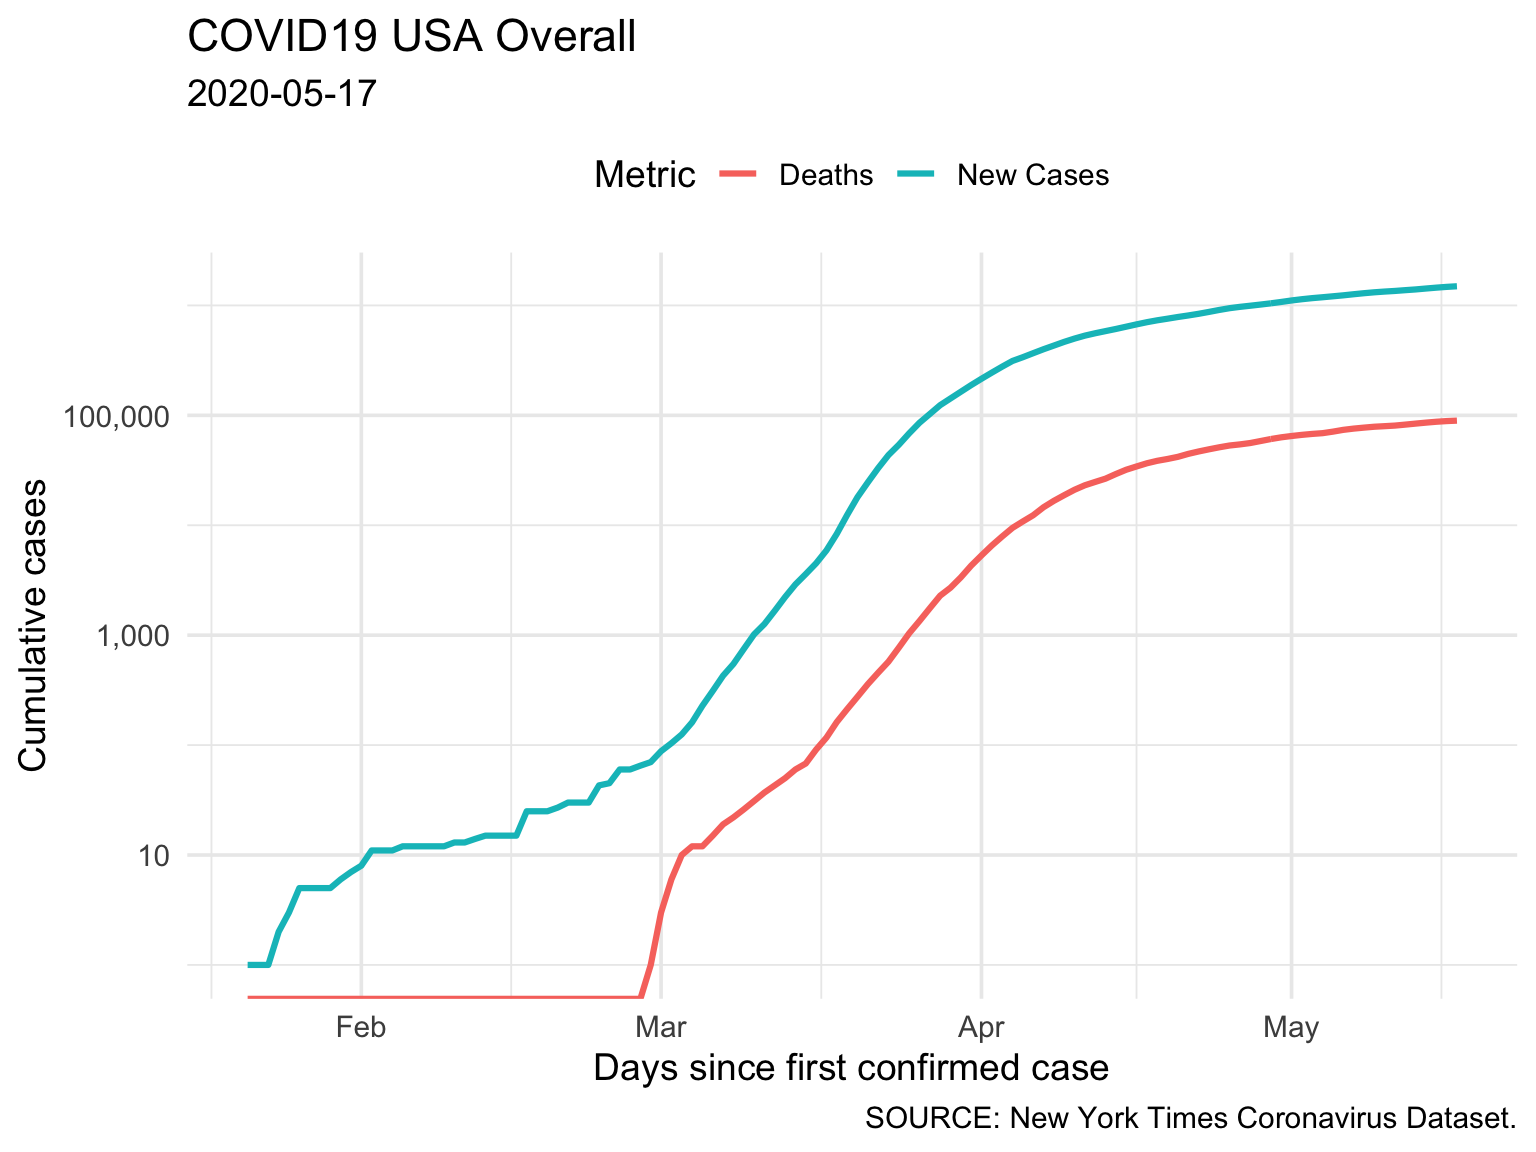 COVID19 USA Overall
2020-05-17
Metric Deaths New Cases
Cumulative cases
100,000
1,000
10
Feb Mar Apr May
Days since first confirmed case
SOURCE: New York Times Coronavirus Dataset.